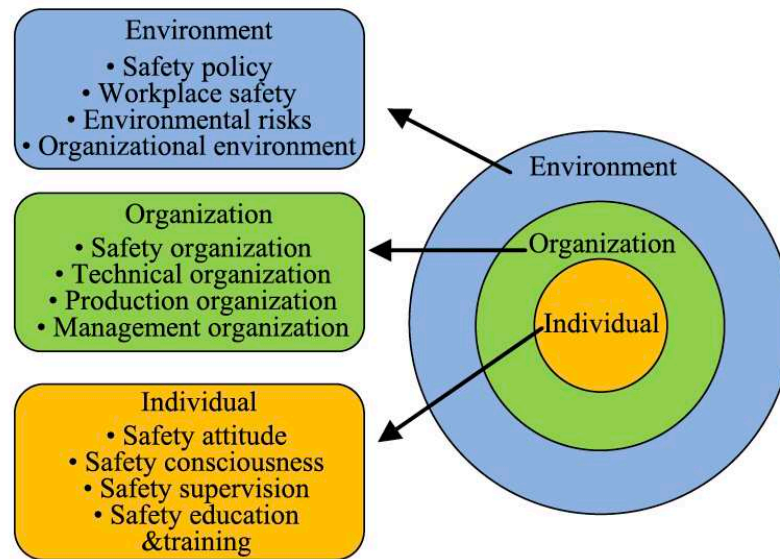 Environment
• Safety policy
• Workplace safety
• Environmental risks
• Organizational environment
Organization
• Safety organization
• Technical organization
• Production organization
• Management organization
Individual
• Safety attitude
• Safety consciousness
• Safety supervision
• Safety education
&training
Environment
Organization
Individual